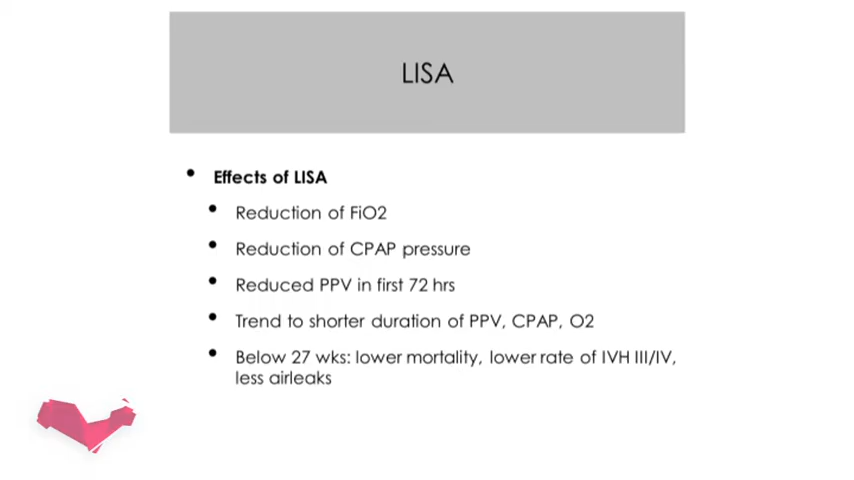 LISA
• Effects of LISA
• Reduction of FiO2
• Reduction of CPAP pressure
• Reduced PPV in first 72 hrs
• Trend to shorter duration of PPV, CPAP, O2
• Below 27 wks: lower mortality, lower rate of IVH III/IV,
less airleaks